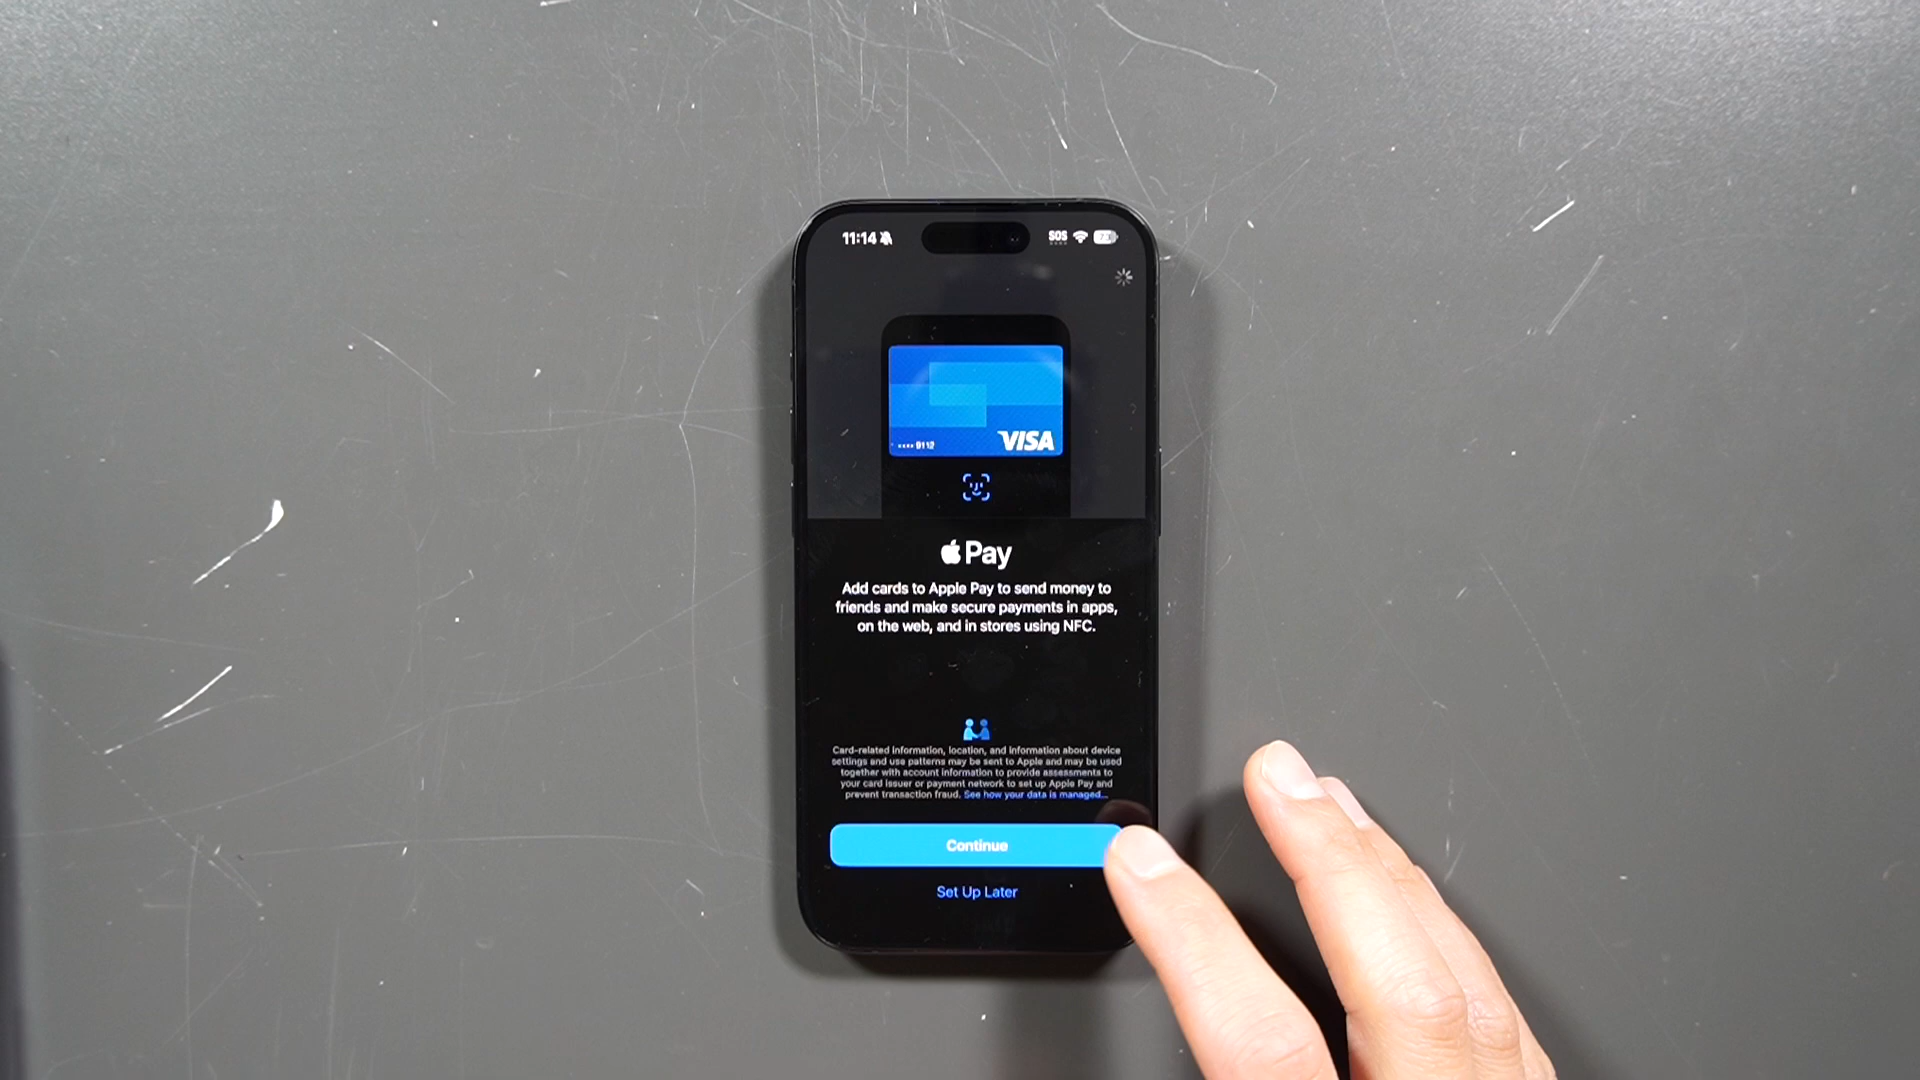 11:14
SOS
73
•••• 9112
VISA
Pay
Add cards to Apple Pay to send money to
friends and make secure payments in apps,
on the web, and in stores using NFC.
Card-related information, location, and information about device
settings and use patterns may be sent to Apple and may be used
together with account information to provide assessments to
your card issuer or payment network to set up Apple Pay and
prevent transaction fraud. See how your data is managed...
Continue
Set Up Later